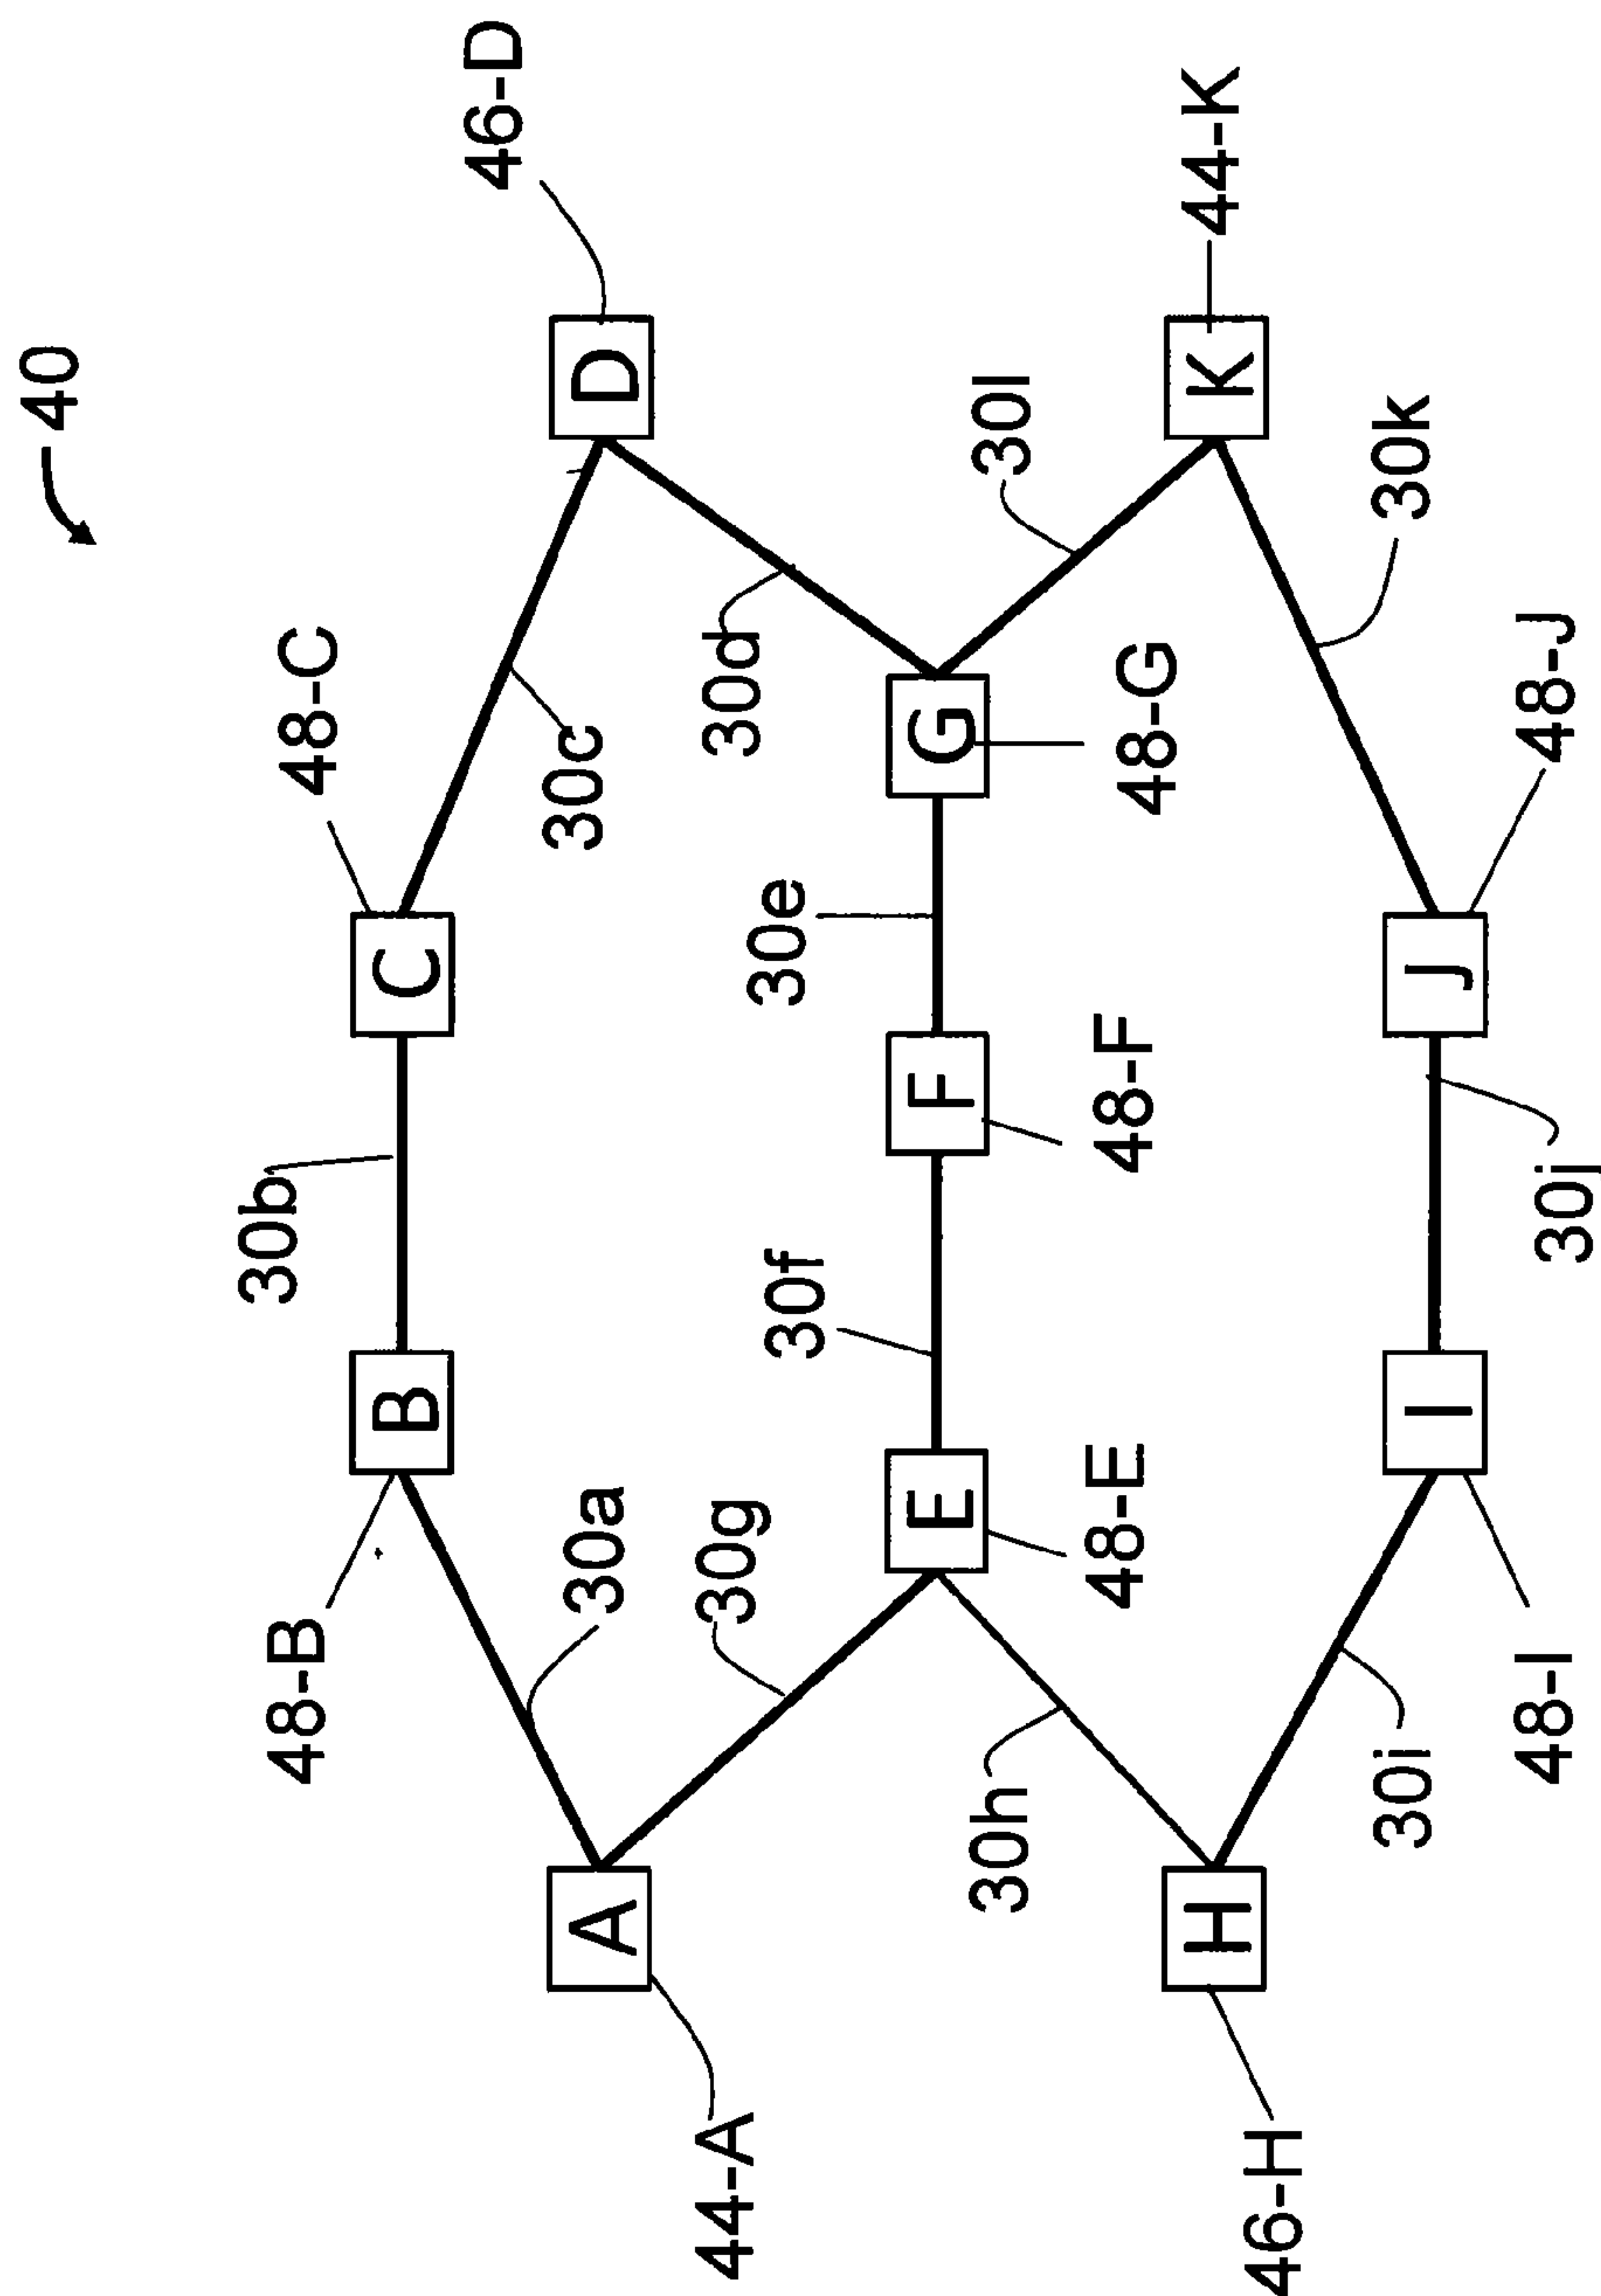 40
30b
48-B
48-C
B
C
46-D
30c
30a
A
D
44-A
30g
30d
30e
30f
E
F
G
30h
30l
48-E
48-F
48-G
44-K
H
K
46-H
30i
30k
I
J
48-I
48-J
30j